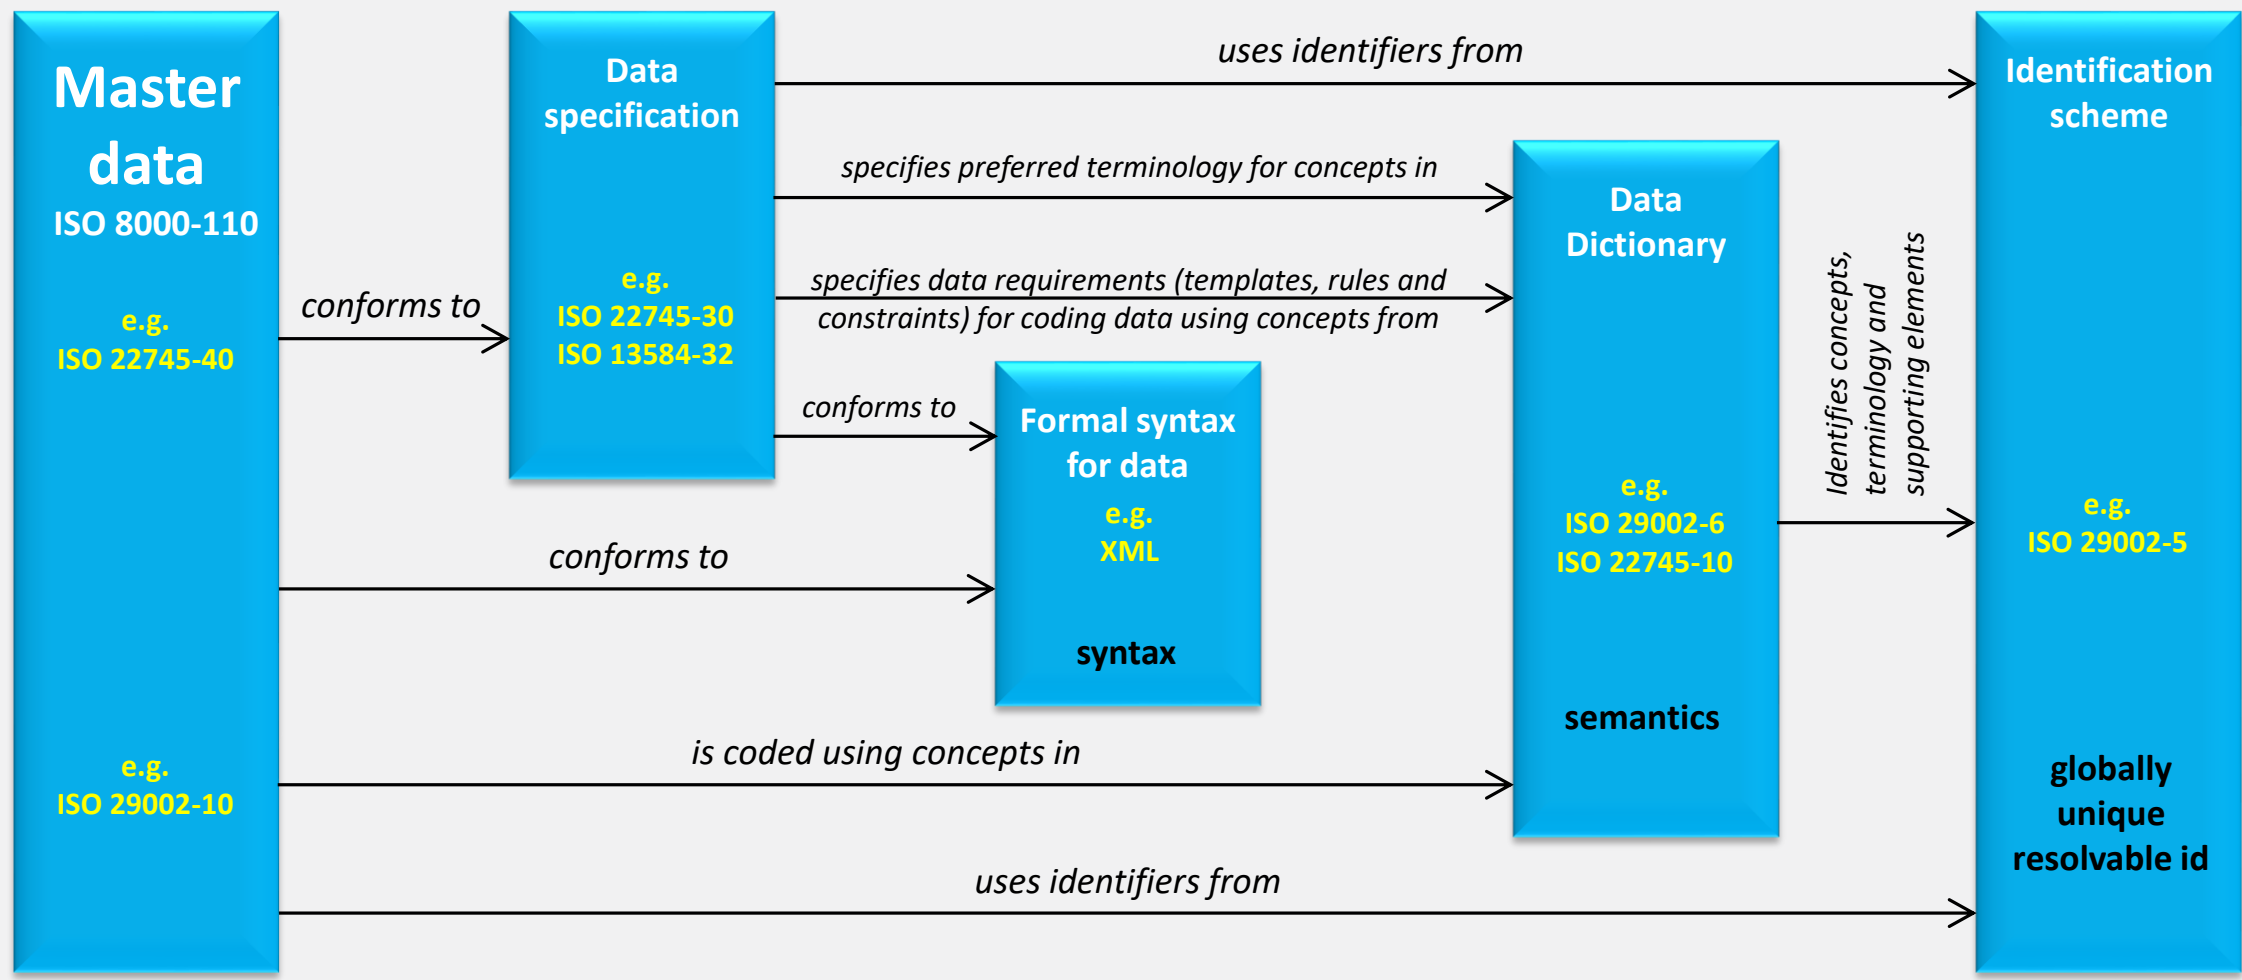 Master
data
ISO 8000-110
e.g.
ISO 22745-40
e.g.
ISO 29002-10
conforms to
Data
specification
e.g.
ISO 22745-30
ISO 13584-32
uses identifiers from
specifies preferred terminology for concepts in
specifies data requirements (templates, rules and
constraints) for coding data using concepts from
conforms to
Formal syntax
for data
e.g.
XML
syntax
conforms to
is coded using concepts in
uses identifiers from
Data
Dictionary
e.g.
ISO 29002-6
ISO 22745-10
semantics
Identifies concepts,
terminology and
supporting elements
Identification
scheme
e.g.
ISO 29002-5
globally
unique
resolvable id